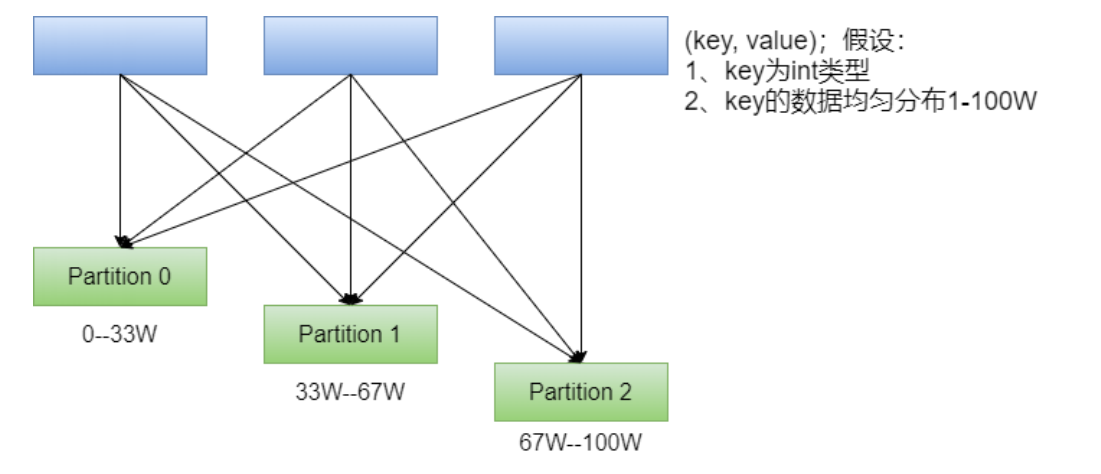 (key, value)；假设：
1、key为int类型
2、key的数据均匀分布1-100W
Partition 0
0--33W
Partition 1
33W--67W
Partition 2
67W--100W